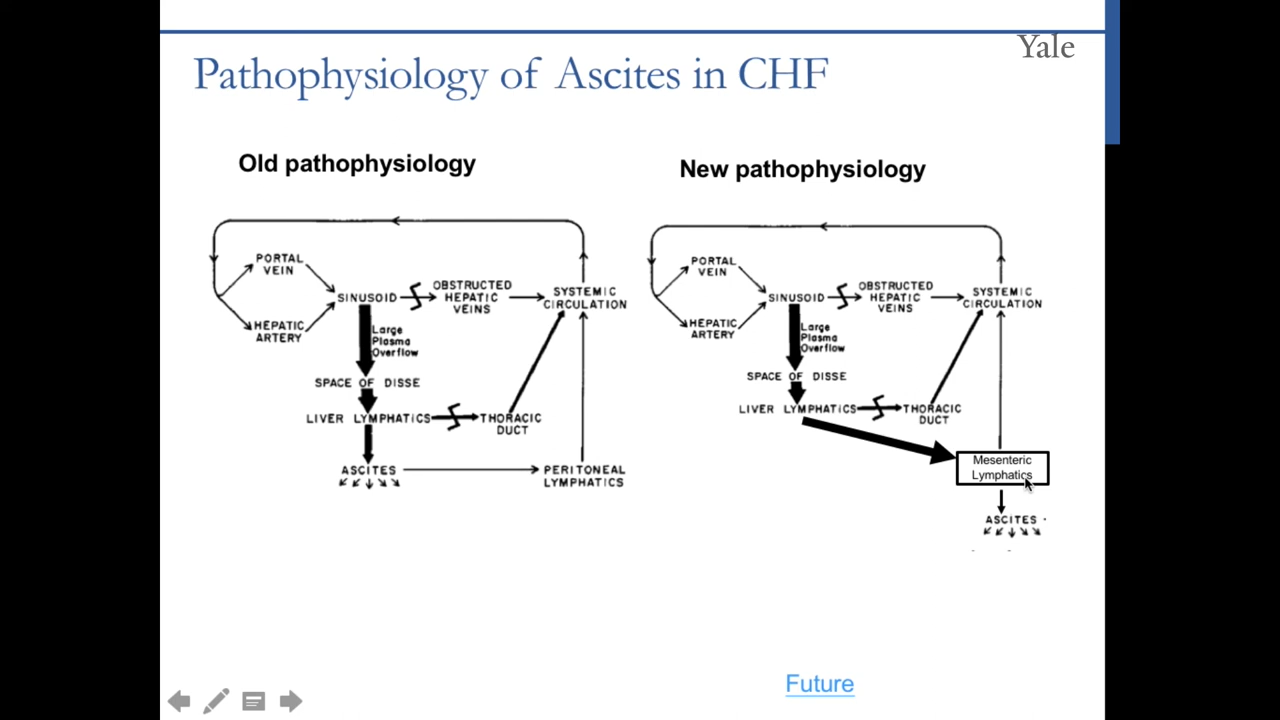 Yale
Pathophysiology of Ascites in CHF
Old pathophysiology
PORTAL
VEIN
HEPATIC
ARTERY
SINUSOID
OBSTRUCTED
HEPATIC
VEINS
SYSTEMIC
CIRCULATION
Large
Plasma
Overflow
SPACE OF DISSE
LIVER LYMPHATICS
THORACIC
DUCT
ASCITES
PERITONEAL
LYMPHATICS
New pathophysiology
PORTAL
VEIN
HEPATIC
ARTERY
SINUSOID
OBSTRUCTED
HEPATIC
VEINS
SYSTEMIC
CIRCULATION
Large
Plasma
Overflow
SPACE OF DISSE
LIVER LYMPHATICS
THORACIC
DUCT
Mesenteric
Lymphatics
ASCITES
Future